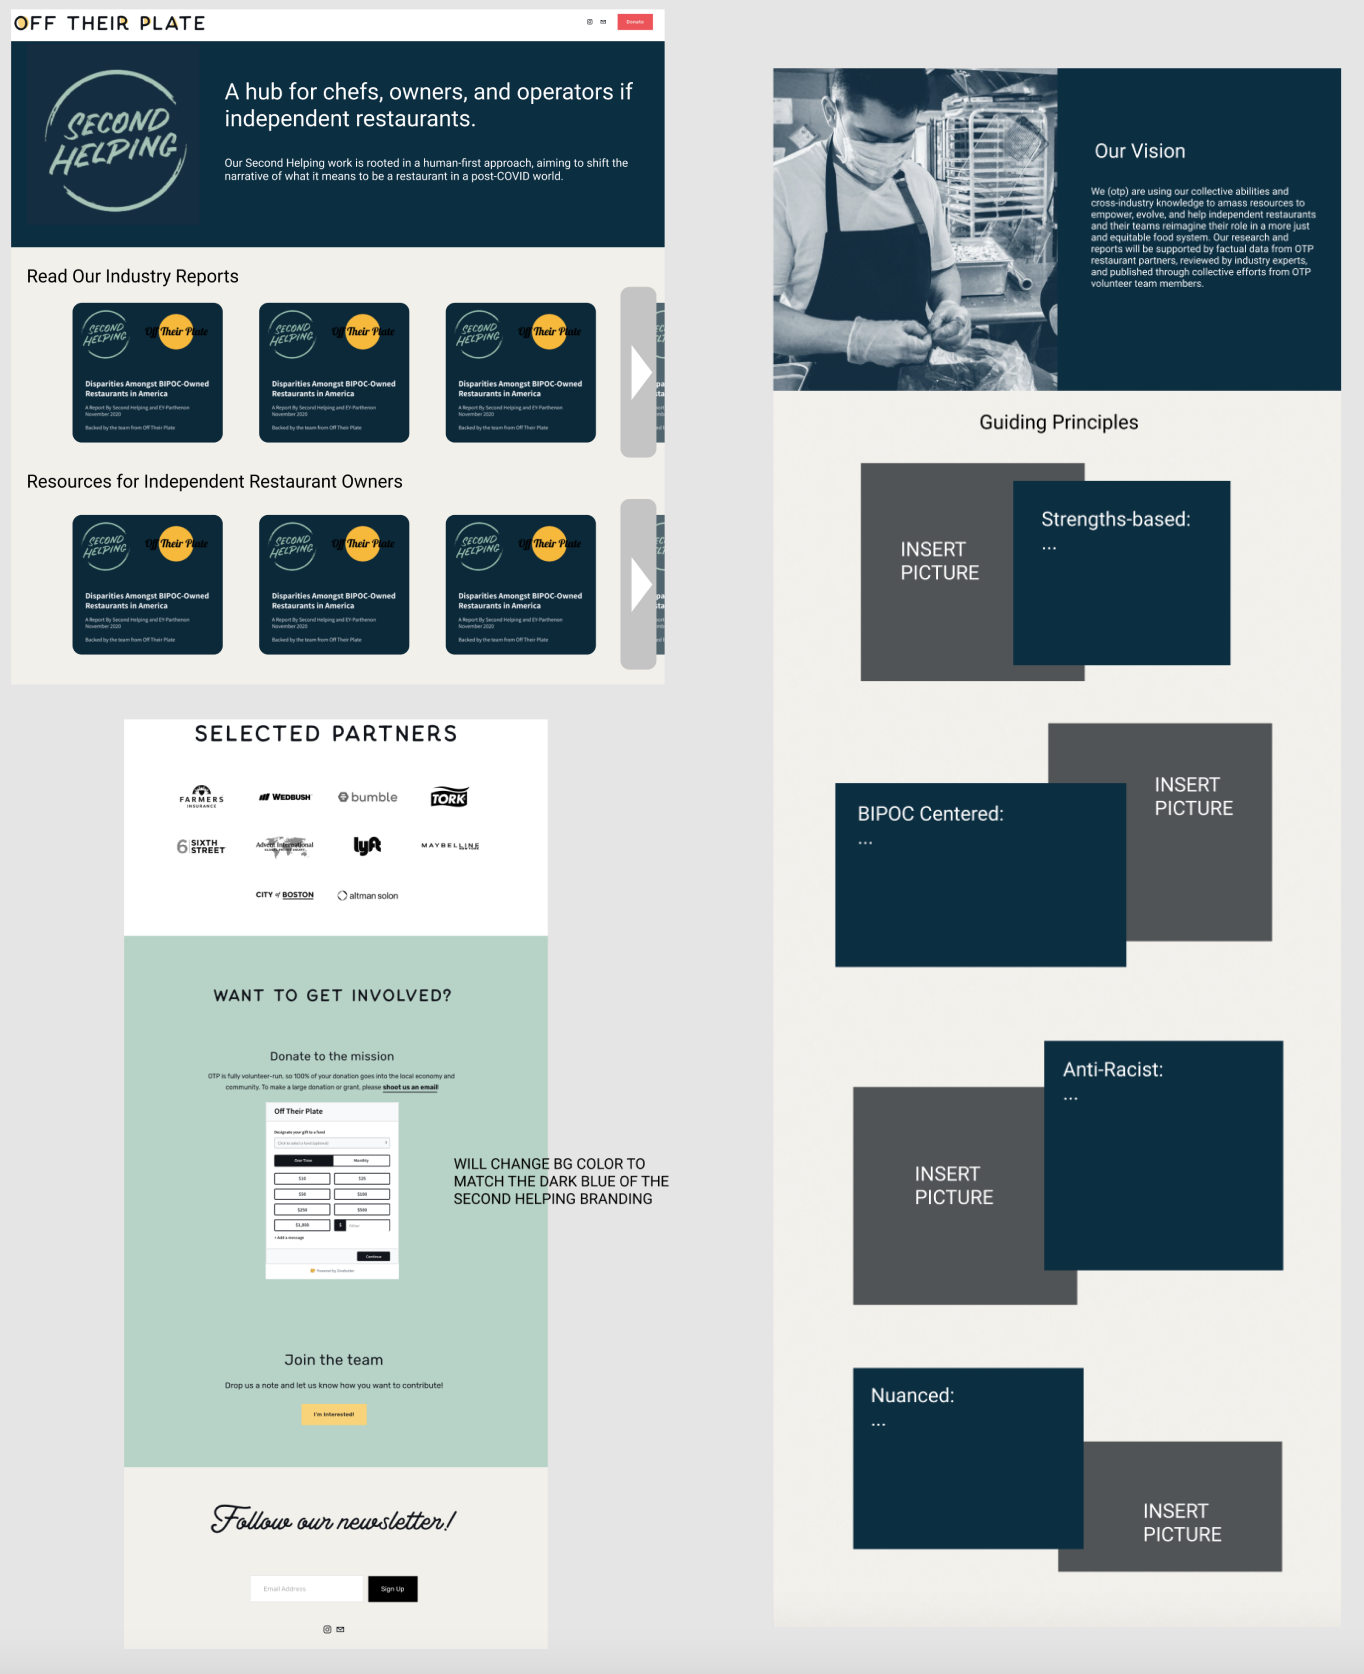 OFF THEIR PLATE
Donate
SECOND
HELPING
A hub for chefs, owners, and operators if
independent restaurants.
Our Second Helping work is rooted in a human-first approach, aiming to shift the
narrative of what it means to be a restaurant in a post-COVID world.
Read Our Industry Reports
SECOND
HELPING
Off Their Plate
Disparities Amongst BIPOC-Owned
Restaurants in America
A Report By Second Helping and EY-Parthenon
November 2020
Backed by the team from Off Their Plate
SECOND
HELPING
Off Their Plate
Disparities Amongst BIPOC-Owned
Restaurants in America
A Report By Second Helping and EY-Parthenon
November 2020
Backed by the team from Off Their Plate
SECOND
HELPING
Off Their Plate
Disparities Amongst BIPOC-Owned
Restaurants in America
A Report By Second Helping and EY-Parthenon
November 2020
Backed by the team from Off Their Plate
Resources for Independent Restaurant Owners
SECOND
HELPING
Off Their Plate
Disparities Amongst BIPOC-Owned
Restaurants in America
A Report By Second Helping and EY-Parthenon
November 2020
Backed by the team from Off Their Plate
SECOND
HELPING
Off Their Plate
Disparities Amongst BIPOC-Owned
Restaurants in America
A Report By Second Helping and EY-Parthenon
November 2020
Backed by the team from Off Their Plate
SECOND
HELPING
Off Their Plate
Disparities Amongst BIPOC-Owned
Restaurants in America
A Report By Second Helping and EY-Parthenon
November 2020
Backed by the team from Off Their Plate
SELECTED PARTNERS
FARMERS
INSURANCE
WEDBUSH
bumble
TORK
6 SIXTH
STREET
Advent International
GLOBAL PRIVATE EQUITY
lyft
MAYBELLINE
NEW YORK
CITY of BOSTON
altman solon
WANT TO GET INVOLVED?
Donate to the mission
OTP is fully volunteer-run, so 100% of your donation goes into the local economy and
community. To make a large donation or grant, please shoot us an email!
Off Their Plate
Designate your gift to a fund
Click to select a fund (optional)
One Time
Monthly
$10
$25
$50
$100
$250
$500
$1,000
$
Other
+ Add a message
Continue
Powered by Donorbox
WILL CHANGE BG COLOR TO
MATCH THE DARK BLUE OF THE
SECOND HELPING BRANDING
Join the team
Drop us a note and let us know how you want to contribute!
I'm Interested!
Follow our newsletter!
Email Address
Sign Up
Our Vision
We (otp) are using our collective abilities and
cross-industry knowledge to amass resources to
empower, evolve, and help independent restaurants
and their teams reimagine their role in a more just
and equitable food system. Our research and
reports will be supported by factual data from OTP
restaurant partners, reviewed by industry experts,
and published through collective efforts from OTP
volunteer team members.
Guiding Principles
INSERT
PICTURE
Strengths-based:
...
BIPOC Centered:
...
INSERT
PICTURE
Anti-Racist:
...
INSERT
PICTURE
Nuanced:
...
INSERT
PICTURE